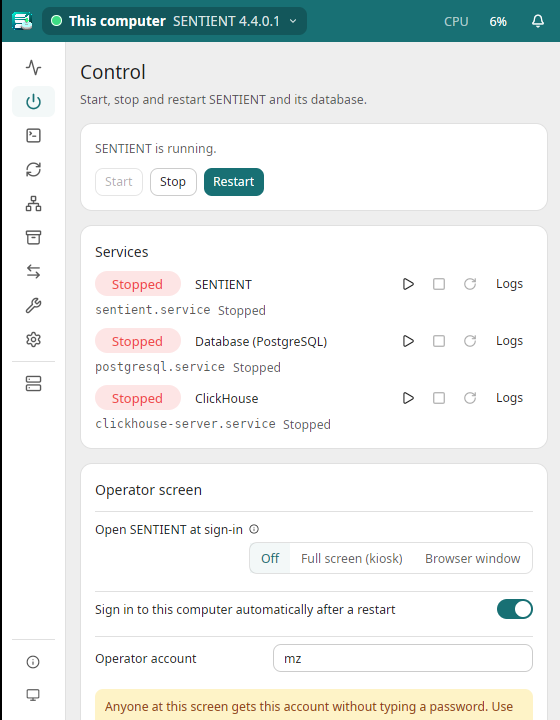 This computer SENTIENT 4.4.0.1 CPU 6%
Control
Start, stop and restart SENTIENT and its database.
SENTIENT is running.
Start Stop Restart
Services
Stopped SENTIENT Logs
sentient.service Stopped
Stopped Database (PostgreSQL) Logs
postgresql.service Stopped
Stopped ClickHouse Logs
clickhouse-server.service Stopped
Operator screen
Open SENTIENT at sign-in
Off Full screen (kiosk) Browser window
Sign in to this computer automatically after a restart
Operator account mz
Anyone at this screen gets this account without typing a password. Use